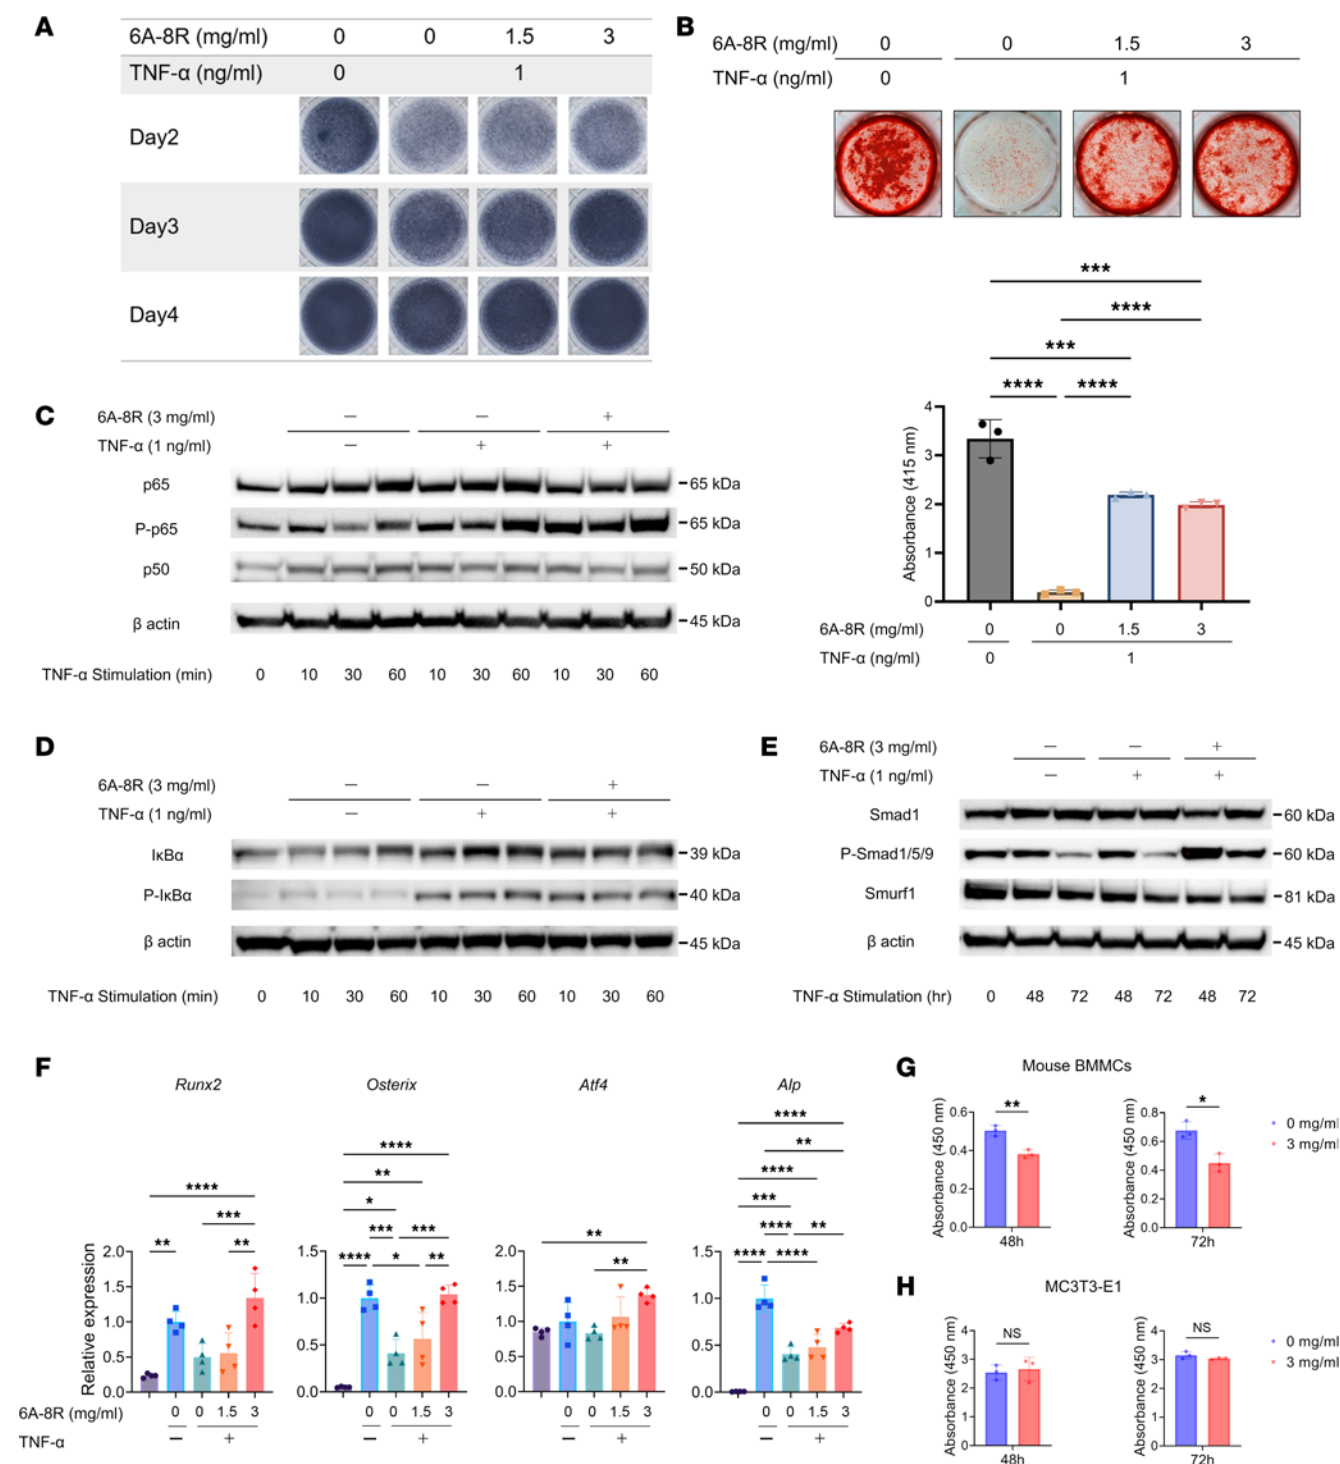 A
6A-8R (mg/ml) 0 0 1.5 3
TNF-α (ng/ml) 0 1
Day2
Day3
Day4
B
6A-8R (mg/ml) 0 0 1.5 3
TNF-α (ng/ml) 0 1
***
****
***
**** ****
Absorbance (415 nm)
4
3
2
1
0
6A-8R (mg/ml) 0 0 1.5 3
TNF-α (ng/ml) 0 1
C
6A-8R (3 mg/ml) − − +
TNF-α (1 ng/ml) − + +
p65 65 kDa
P-p65 65 kDa
p50 50 kDa
β actin 45 kDa
TNF-α Stimulation (min) 0 10 30 60 10 30 60 10 30 60
D
6A-8R (3 mg/ml) − − +
TNF-α (1 ng/ml) − + +
IκBα 39 kDa
P-IκBα 40 kDa
β actin 45 kDa
TNF-α Stimulation (min) 0 10 30 60 10 30 60 10 30 60
E
6A-8R (3 mg/ml) − − +
TNF-α (1 ng/ml) − + +
Smad1 60 kDa
P-Smad1/5/9 60 kDa
Smurf1 81 kDa
β actin 45 kDa
TNF-α Stimulation (hr) 0 48 72 48 72 48 72
F
Runx2
****
***
** **
Relative expression
2.0
1.5
1.0
0.5
0.0
6A-8R (mg/ml) 0 0 1.5 3
TNF-α − +
Osterix
****
**
*
*** ***
**** * **
1.5
1.0
0.5
0.0
0 0 1.5 3
− +
Atf4
**
**
2.0
1.5
1.0
0.5
0.0
0 0 1.5 3
− +
Alp
****
**
****
***
**** **
**** ****
1.5
1.0
0.5
0.0
0 0 1.5 3
− +
G
Mouse BMMCs
Absorbance (450 nm)
0.6
0.4
0.2
0.0
**
48h
Absorbance (450 nm)
0.8
0.6
0.4
0.2
0.0
*
72h
0 mg/ml
3 mg/ml
H
MC3T3-E1
Absorbance (450 nm)
4
3
2
1
0
NS
48h
Absorbance (450 nm)
4
3
2
1
0
NS
72h
0 mg/ml
3 mg/ml